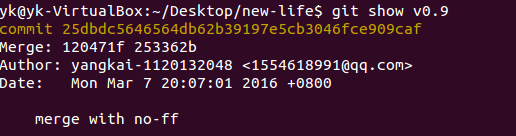 yk@yk-VirtualBox:~/Desktop/new-life$ git show v0.9
commit 25dbdc5646564db62b39197e5cb3046fce909caf
Merge: 120471f 253362b
Author: yangkai-1120132048 <1554618991@qq.com>
Date:   Mon Mar 7 20:07:01 2016 +0800
    merge with no-ff